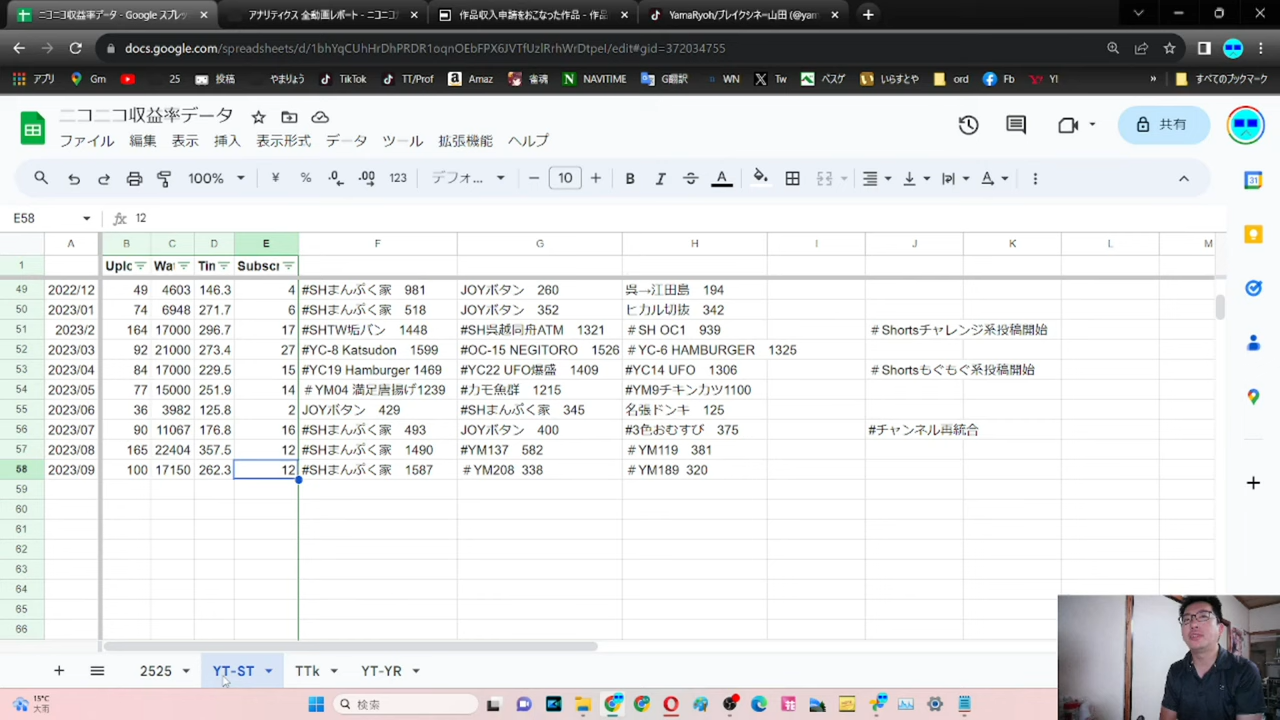 ニコニコ収益率データ - Google スプレッ
アナリティクス 全動画レポート - ニコニコ
作品収入申請をおこなった作品 - 作品
YamaRyoh/ブレイクシネー山田 (@yam
docs.google.com/spreadsheets/d/1bhYqCUhHrDhPRDR1oqnOEbFPX6JVTfUzlRrhWrDtpeI/edit#gid=372034755
アプリ Gm 25 投稿 やまりょう TikTok TT/Prof Amaz 雀魂 NAVITIME G翻訳 WN Tw ベスゲ いらすとや ord Fb Y! » すべてのブックマーク
ニコニコ収益率データ
ファイル 編集 表示 挿入 表示形式 データ ツール 拡張機能 ヘルプ
共有
100% ¥ % .0 .00 123 デフォ... − 10 + B I A
E58 fx 12
A B C D E F G H I J K L M
1 Uplo Wat Tim Subscr
49 2022/12 49 4603 146.3 4 #SHまんぷく家 981 JOYボタン 260 呉→江田島 194
50 2023/01 74 6948 271.7 6 #SHまんぷく家 518 JOYボタン 352 ヒカル切抜 342
51 2023/2 164 17000 296.7 17 #SHTW垢バン 1448 #SH呉越同舟ATM 1321 ＃SH OC1 939 ＃Shortsチャレンジ系投稿開始
52 2023/03 92 21000 273.4 27 #YC-8 Katsudon 1599 #OC-15 NEGITORO 1526 ＃YC-6 HAMBURGER 1325
53 2023/04 84 17000 229.5 15 #YC19 Hamburger 1469 #YC22 UFO爆盛 1409 #YC14 UFO 1306 ＃Shortsもぐもぐ系投稿開始
54 2023/05 77 15000 251.9 14 ＃YM04 満足唐揚げ1239 #カモ魚群 1215 #YM9チキンカツ1100
55 2023/06 36 3982 125.8 2 JOYボタン 429 #SHまんぷく家 345 名張ドンキ 125
56 2023/07 90 11067 176.8 16 #SHまんぷく家 493 JOYボタン 400 #3色おむすび 375 #チャンネル再統合
57 2023/08 165 22404 357.5 12 #SHまんぷく家 1490 #YM137 582 ＃YM119 381
58 2023/09 100 17150 262.3 12 #SHまんぷく家 1587 ＃YM208 338 ＃YM189 320
59
60
61
62
63
64
65
66
+ 2525 YT-ST TTk YT-YR
15℃
大雨
検索